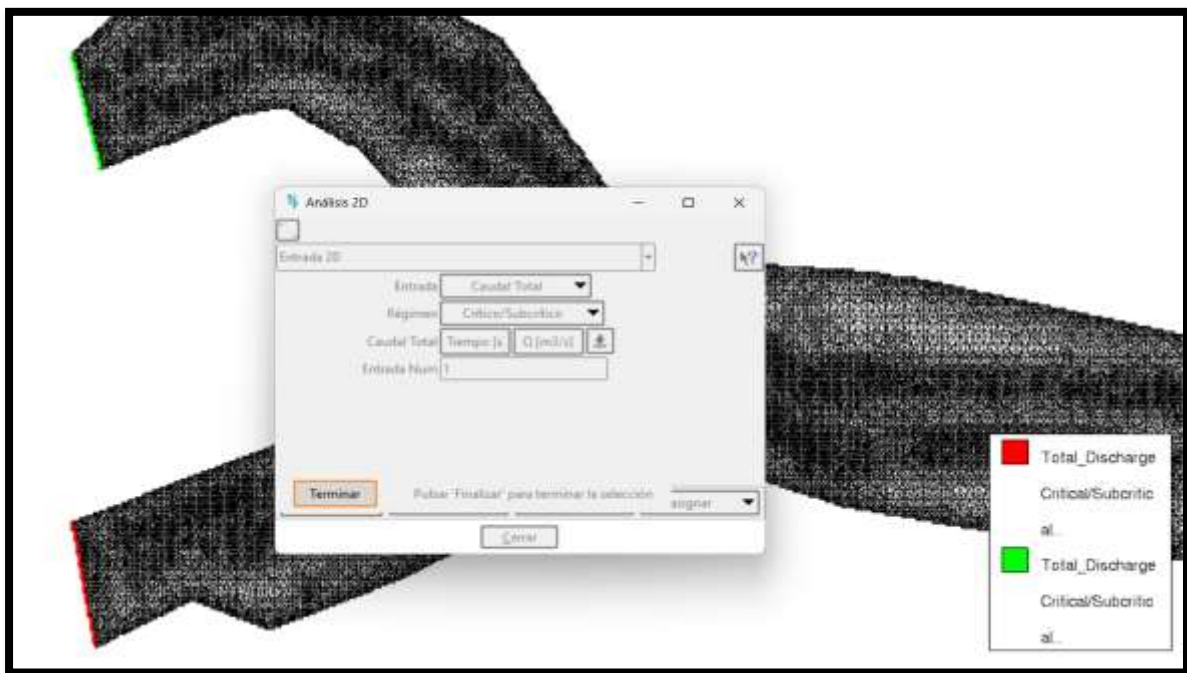 Análisis 2D
Entrada 2D
Entrada Caudal Total
Régimen Crítico/Subcrítico
Caudal Total Tiempo [s Q [m3/s]
Entrada Num 1
Terminar Pulsar 'Finalizar' para terminar la selección
asignar
Cerrar
Total_Discharge
Critical/Subcritic
al..
Total_Discharge
Critical/Subcritic
al..